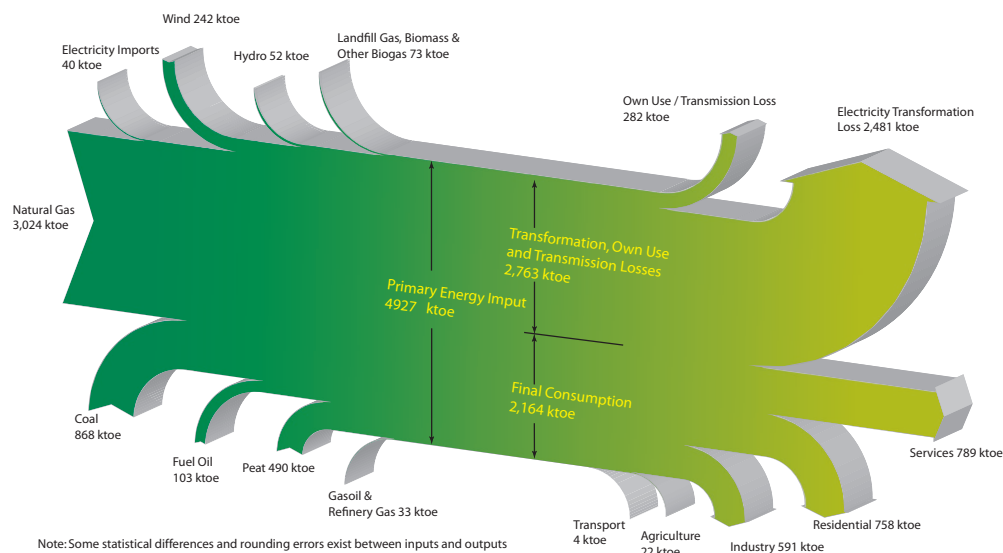 Wind 242 ktoe
Electricity Imports
40 ktoe
Hydro 52 ktoe
Landfill Gas, Biomass &
Other Biogas 73 ktoe
Own Use / Transmission Loss
282 ktoe
Electricity Transformation
Loss 2,481 ktoe
Natural Gas
3,024 ktoe
Transformation, Own Use
and Transmission Losses
2,763 ktoe
Primary Energy Imput
4927 ktoe
Final Consumption
2,164 ktoe
Coal
868 ktoe
Fuel Oil
103 ktoe
Peat 490 ktoe
Gasoil &
Refinery Gas 33 ktoe
Transport
4 ktoe
Agriculture
22 ktoe
Industry 591 ktoe
Residential 758 ktoe
Services 789 ktoe
Note: Some statistical differences and rounding errors exist between inputs and outputs